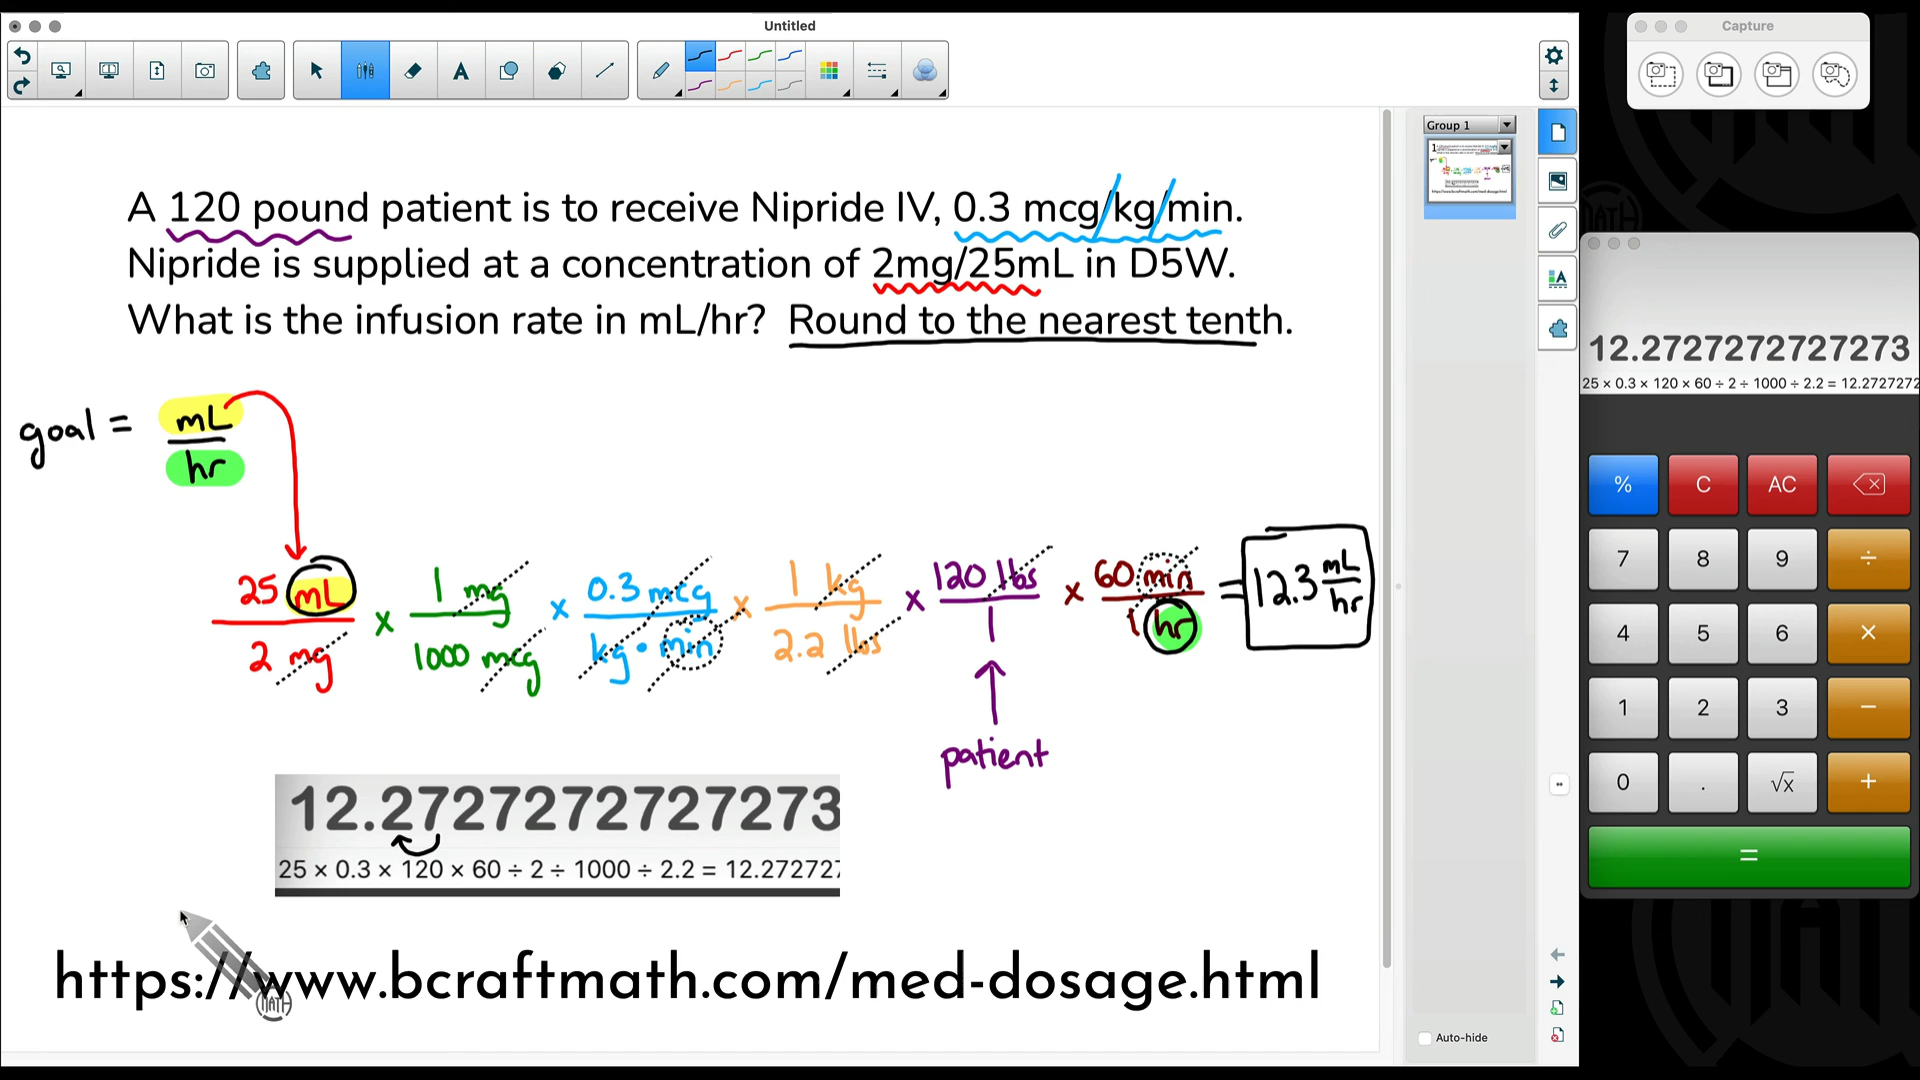 Untitled
Capture
Group 1
A 120 pound patient is to receive Nipride IV, 0.3 mcg/kg/min.
Nipride is supplied at a concentration of 2mg/25mL in D5W.
What is the infusion rate in mL/hr? Round to the nearest tenth.
goal = mL
hr
25 mL × 1 mg × 0.3 mcg × 1 kg × 120 lbs × 60 min = 12.3 mL
2 mg 1000 mcg kg · min 2.2 lbs 1 1 hr hr
patient
12.2727272727273
25 × 0.3 × 120 × 60 ÷ 2 ÷ 1000 ÷ 2.2 = 12.272727
https://www.bcraftmath.com/med-dosage.html
MATH
Auto-hide
12.2727272727273
25 × 0.3 × 120 × 60 ÷ 2 ÷ 1000 ÷ 2.2 = 12.2727272
% C AC
7 8 9 ÷
4 5 6 ×
1 2 3 −
0 . √x +
=